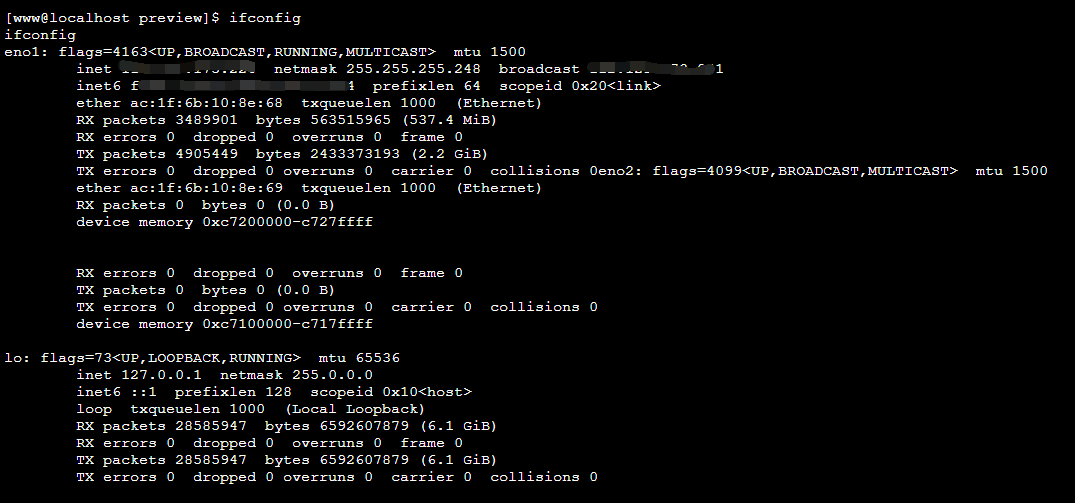 [www@localhost preview]$ ifconfig
ifconfig
eno1: flags=4163<UP,BROADCAST,RUNNING,MULTICAST>  mtu 1500
        inet netmask 255.255.255.248  broadcast
        inet6 prefixlen 64  scopeid 0x20<link>
        ether ac:1f:6b:10:8e:68  txqueuelen 1000  (Ethernet)
        RX packets 3489901  bytes 563515965 (537.4 MiB)
        RX errors 0  dropped 0  overruns 0  frame 0
        TX packets 4905449  bytes 2433373193 (2.2 GiB)
        TX errors 0  dropped 0 overruns 0  carrier 0  collisions 0eno2: flags=4099<UP,BROADCAST,MULTICAST>  mtu 1500
        ether ac:1f:6b:10:8e:69  txqueuelen 1000  (Ethernet)
        RX packets 0  bytes 0 (0.0 B)
        device memory 0xc7200000-c727ffff
        RX errors 0  dropped 0  overruns 0  frame 0
        TX packets 0  bytes 0 (0.0 B)
        TX errors 0  dropped 0 overruns 0  carrier 0  collisions 0
        device memory 0xc7100000-c717ffff
lo: flags=73<UP,LOOPBACK,RUNNING>  mtu 65536
        inet 127.0.0.1  netmask 255.0.0.0
        inet6 ::1  prefixlen 128  scopeid 0x10<host>
        loop  txqueuelen 1000  (Local Loopback)
        RX packets 28585947  bytes 6592607879 (6.1 GiB)
        RX errors 0  dropped 0  overruns 0  frame 0
        TX packets 28585947  bytes 6592607879 (6.1 GiB)
        TX errors 0  dropped 0 overruns 0  carrier 0  collisions 0